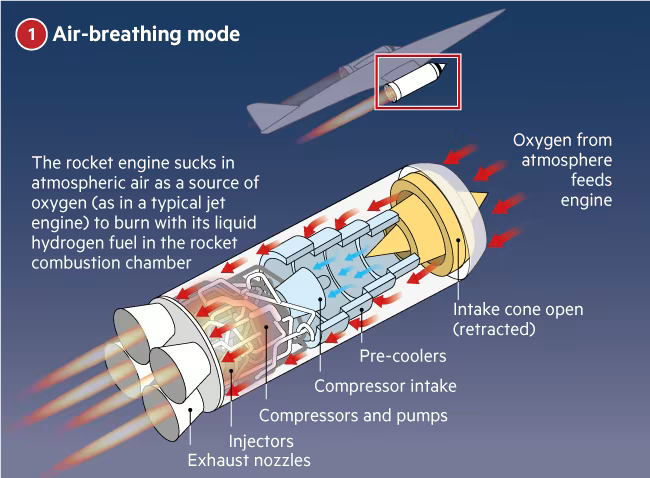 1 Air-breathing mode
The rocket engine sucks in
atmospheric air as a source of
oxygen (as in a typical jet
engine) to burn with its liquid
hydrogen fuel in the rocket
combustion chamber
Oxygen from
atmosphere
feeds
engine
Intake cone open
(retracted)
Pre-coolers
Compressor intake
Compressors and pumps
Injectors
Exhaust nozzles